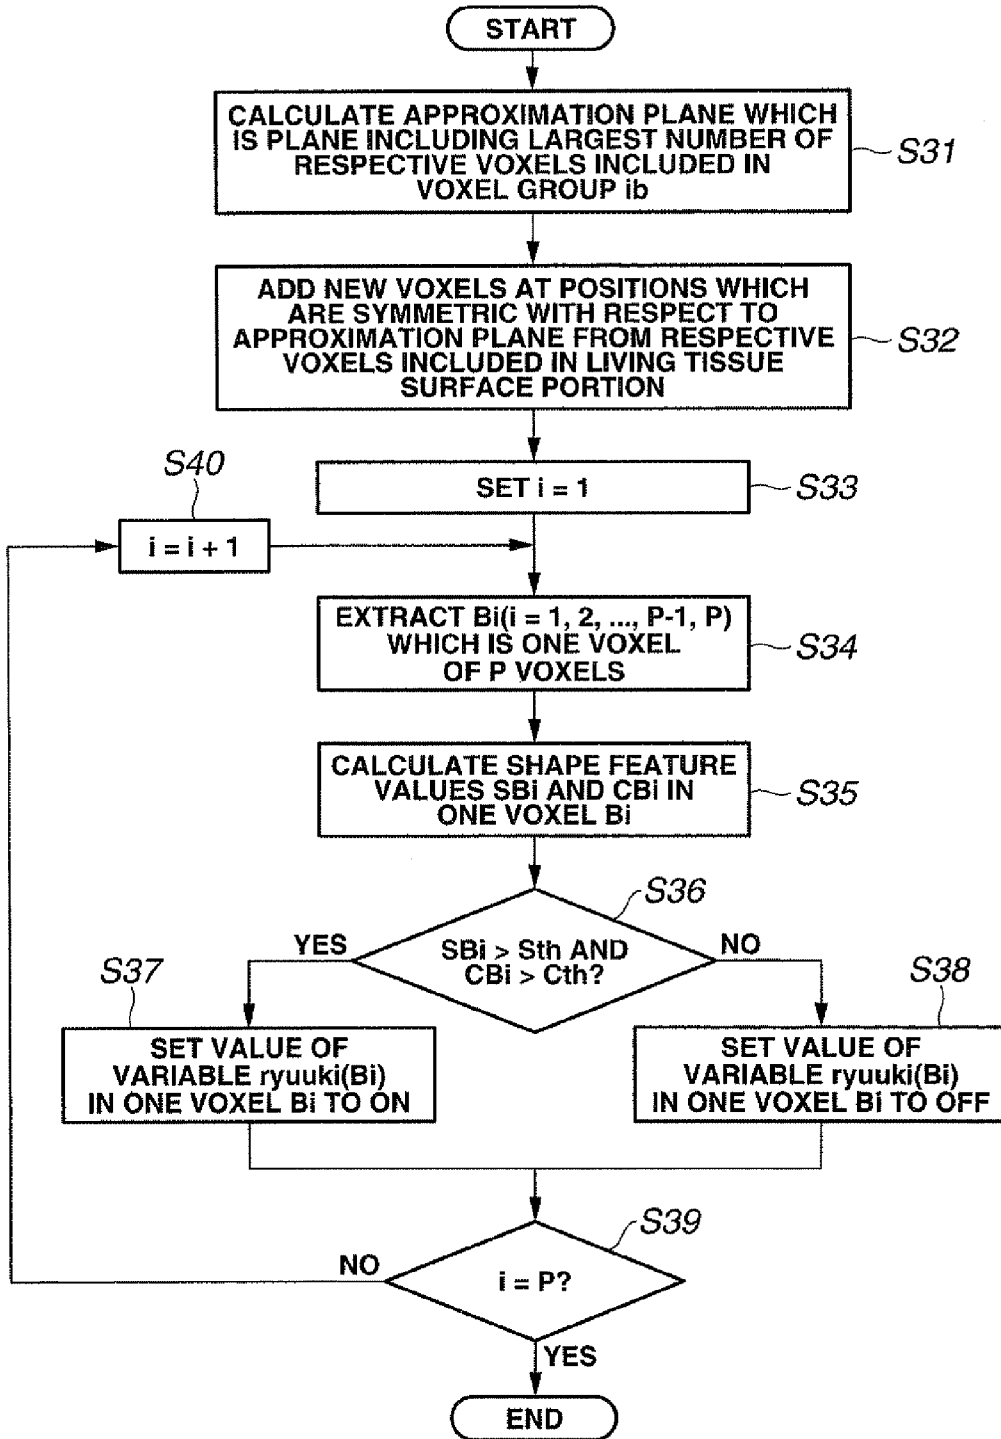 START
CALCULATE APPROXIMATION PLANE WHICH
IS PLANE INCLUDING LARGEST NUMBER OF
RESPECTIVE VOXELS INCLUDED IN
VOXEL GROUP ib
S31
ADD NEW VOXELS AT POSITIONS WHICH
ARE SYMMETRIC WITH RESPECT TO
APPROXIMATION PLANE FROM RESPECTIVE
VOXELS INCLUDED IN LIVING TISSUE
SURFACE PORTION
S32
SET i = 1
S33
S40
i = i + 1
EXTRACT Bi(i = 1, 2, ..., P-1, P)
WHICH IS ONE VOXEL
OF P VOXELS
S34
CALCULATE SHAPE FEATURE
VALUES SBi AND CBi IN
ONE VOXEL Bi
S35
S36
SBi > Sth AND
CBi > Cth?
YES
NO
S37
SET VALUE OF
VARIABLE ryuuki(Bi)
IN ONE VOXEL Bi TO ON
S38
SET VALUE OF
VARIABLE ryuuki(Bi)
IN ONE VOXEL Bi TO OFF
S39
i = P?
NO
YES
END